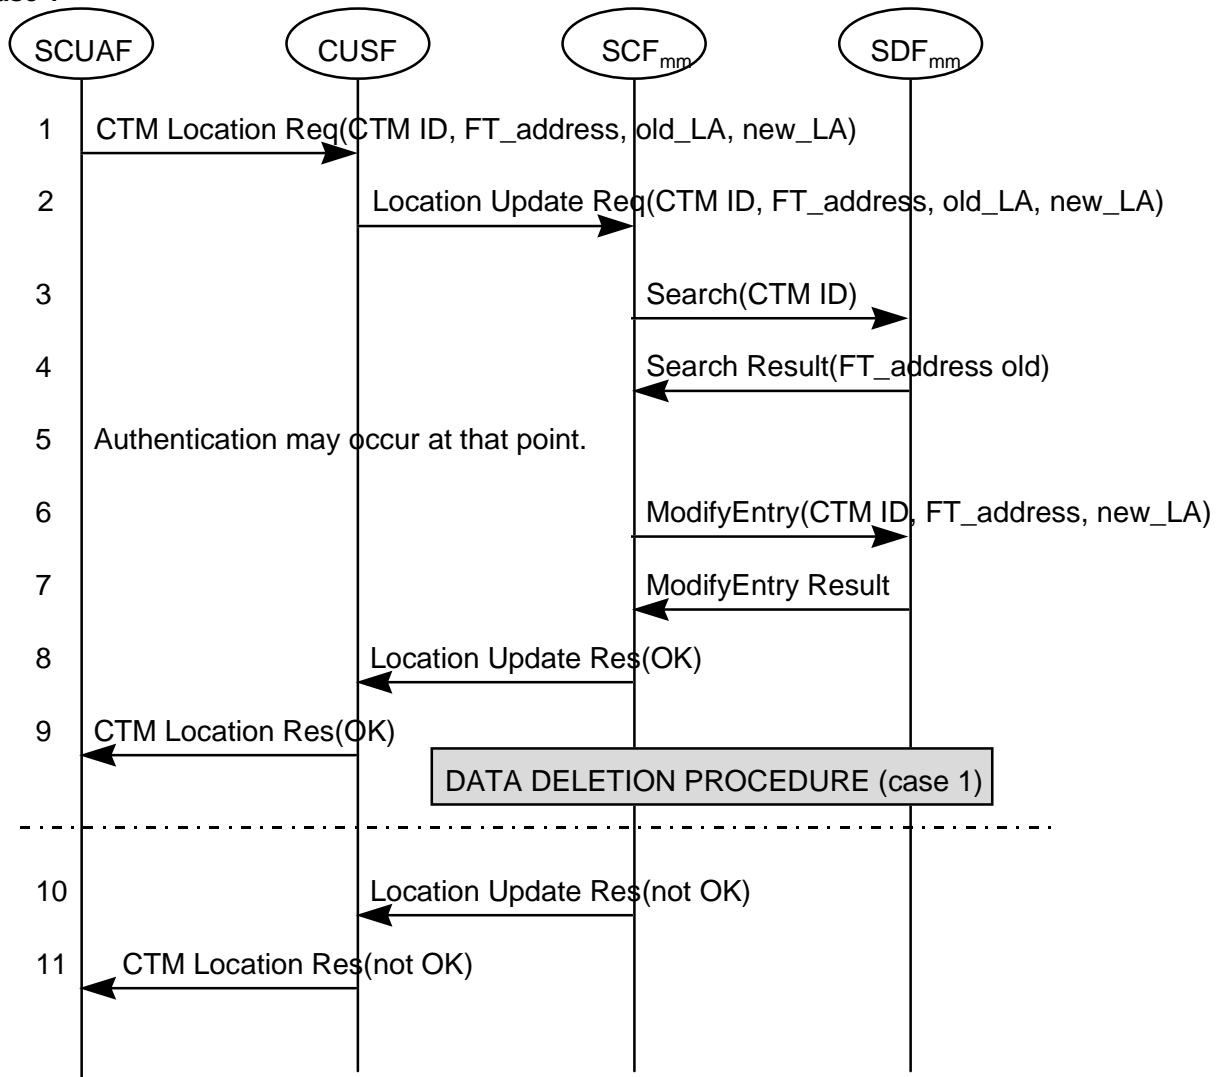 SCUAF CUSF SCFmm SDFmm
1 CTM Location Req(CTM ID, FT_address, old_LA, new_LA)
2 Location Update Req(CTM ID, FT_address, old_LA, new_LA)
3 Search(CTM ID)
4 Search Result(FT_address old)
5 Authentication may occur at that point.
6 ModifyEntry(CTM ID, FT_address, new_LA)
7 ModifyEntry Result
8 Location Update Res(OK)
9 CTM Location Res(OK)
DATA DELETION PROCEDURE (case 1)
10 Location Update Res(not OK)
11 CTM Location Res(not OK)